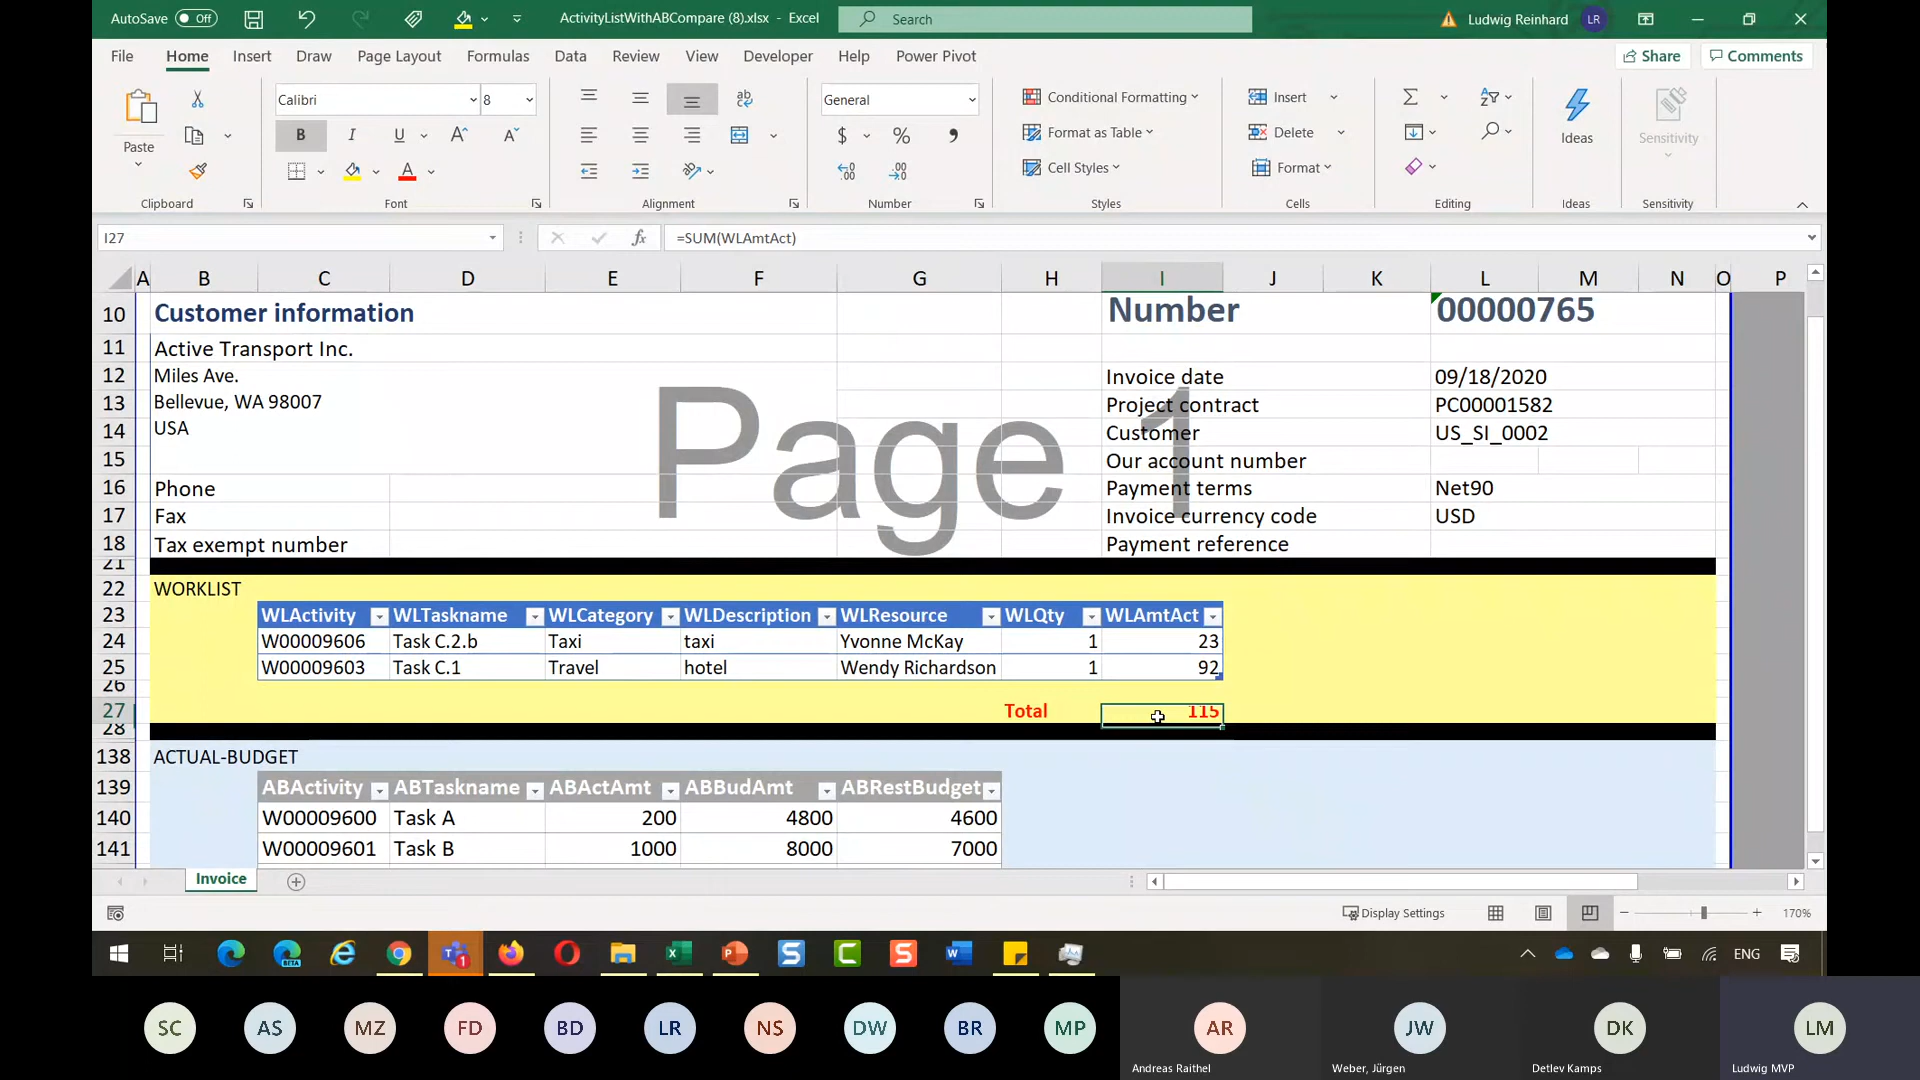 AutoSave Off ActivityListWithABCompare (8).xlsx - Excel Search Ludwig Reinhard LR
File Home Insert Draw Page Layout Formulas Data Review View Developer Help Power Pivot Share Comments
Paste
Clipboard
Calibri 8
B I U A A
A
Font
ab
Alignment
General
$ % ,
Number
Conditional Formatting
Format as Table
Cell Styles
Styles
Insert
Delete
Format
Cells
Editing
Ideas
Ideas
Sensitivity
Sensitivity
I27 fx =SUM(WLAmtAct)
A B C D E F G H I J K L M N O P
10 Customer information Number 00000765
11 Active Transport Inc.
12 Miles Ave. Invoice date 09/18/2020
13 Bellevue, WA 98007 Project contract PC00001582
14 USA Customer US_SI_0002
15 Our account number
16 Phone Payment terms Net90
17 Fax Invoice currency code USD
18 Tax exempt number Payment reference
Page 1
21
22 WORKLIST
23 WLActivity WLTaskname WLCategory WLDescription WLResource WLQty WLAmtAct
24 W00009606 Task C.2.b Taxi taxi Yvonne McKay 1 23
25 W00009603 Task C.1 Travel hotel Wendy Richardson 1 92
26
27 Total 115
28
138 ACTUAL-BUDGET
139 ABActivity ABTaskname ABActAmt ABBudAmt ABRestBudget
140 W00009600 Task A 200 4800 4600
141 W00009601 Task B 1000 8000 7000
Invoice
Display Settings 170%
BETA ENG
SC AS MZ FD BD LR NS DW BR MP AR JW DK LM
Andreas Raithel Weber, Jürgen Detlev Kamps Ludwig MVP